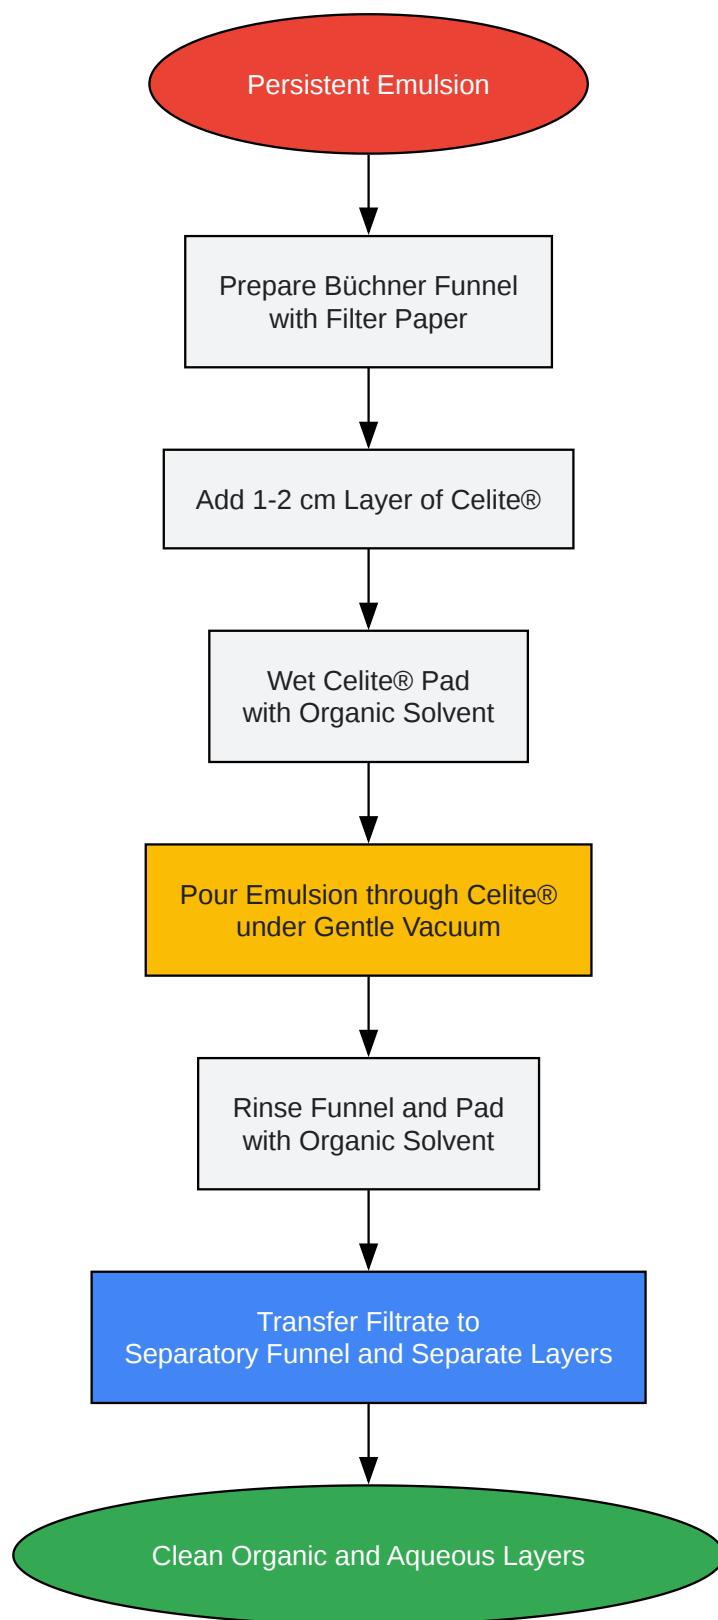 Persistent Emulsion
Prepare Büchner Funnel
with Filter Paper
Add 1-2 cm Layer of Celite®
Wet Celite® Pad
with Organic Solvent
Pour Emulsion through Celite®
under Gentle Vacuum
Rinse Funnel and Pad
with Organic Solvent
Transfer Filtrate to
Separatory Funnel and Separate Layers
Clean Organic and Aqueous Layers